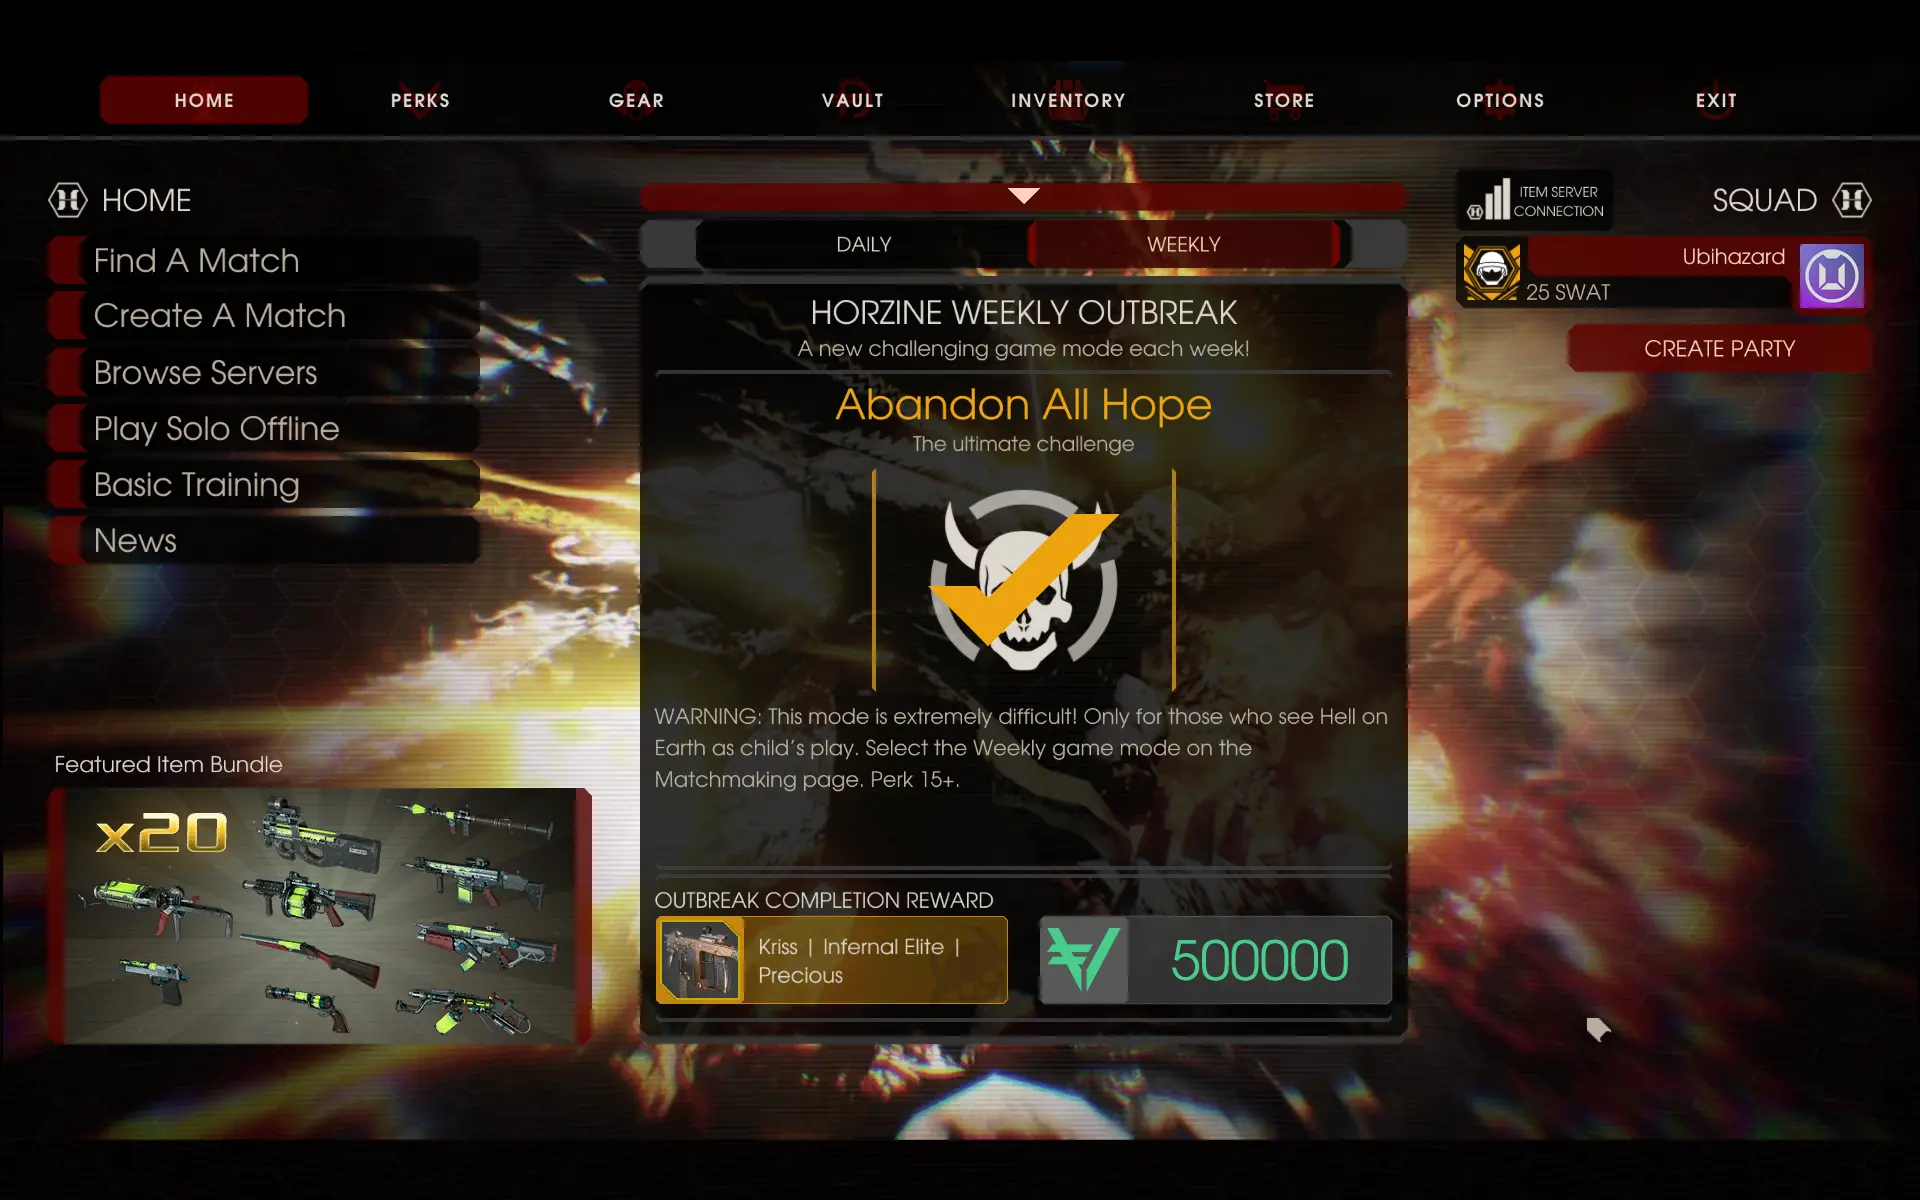 HOME
PERKS
GEAR
VAULT
INVENTORY
STORE
OPTIONS
EXIT
HOME
Find A Match
Create A Match
Browse Servers
Play Solo Offline
Basic Training
News
Featured Item Bundle
x20
DAILY
WEEKLY
HORZINE WEEKLY OUTBREAK
A new challenging game mode each week!
Abandon All Hope
The ultimate challenge
WARNING: This mode is extremely difficult! Only for those who see Hell on
Earth as child's play. Select the Weekly game mode on the
Matchmaking page. Perk 15+.
OUTBREAK COMPLETION REWARD
Kriss | Infernal Elite |
Precious
500000
ITEM SERVER
CONNECTION
SQUAD
Ubihazard
25 SWAT
CREATE PARTY